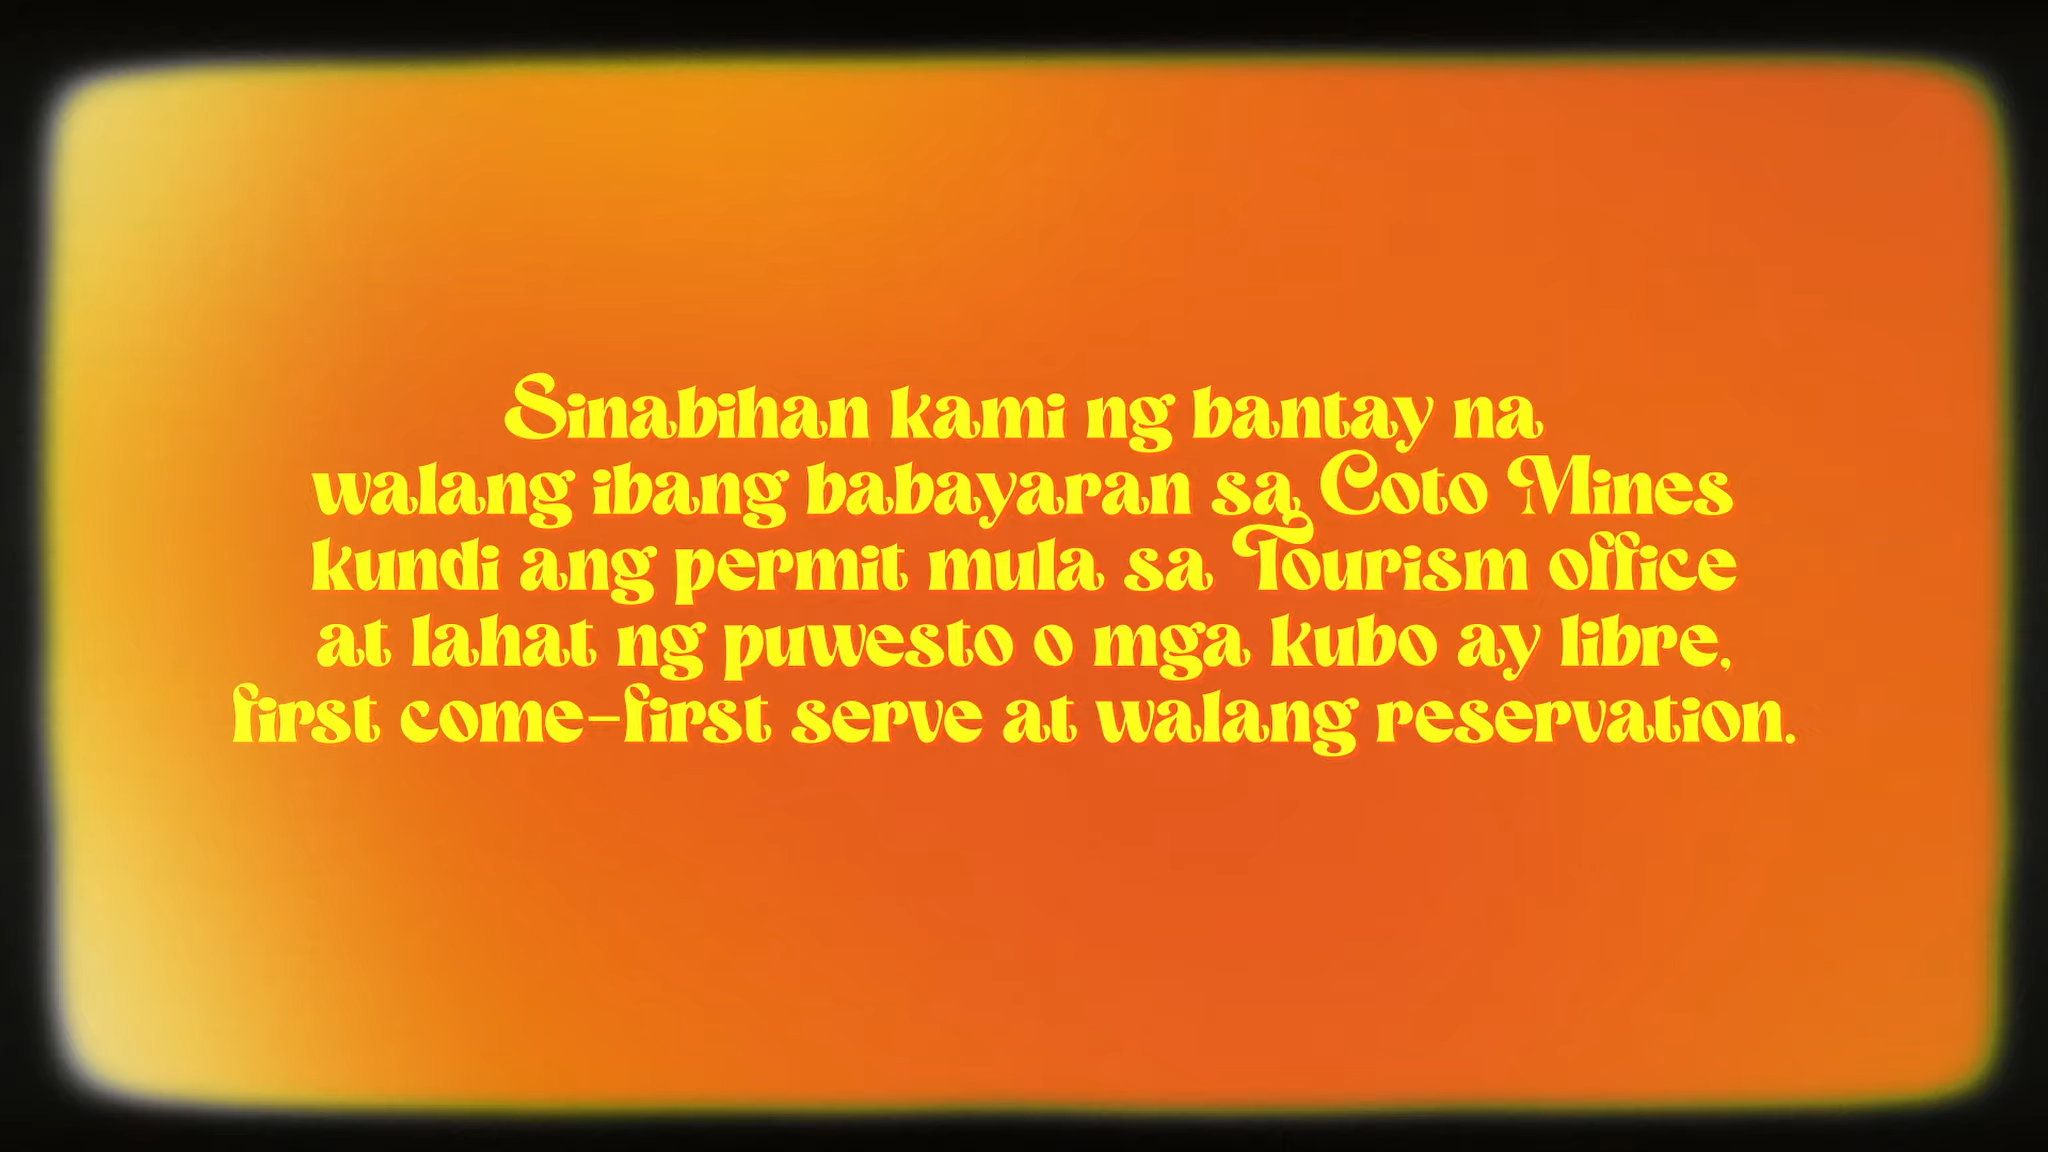 Sinabihan kami ng bantay na
walang ibang babayaran sa Coto Mines
kundi ang permit mula sa Tourism office
at lahat ng puwesto o mga kubo ay libre,
first come-first serve at walang reservation.